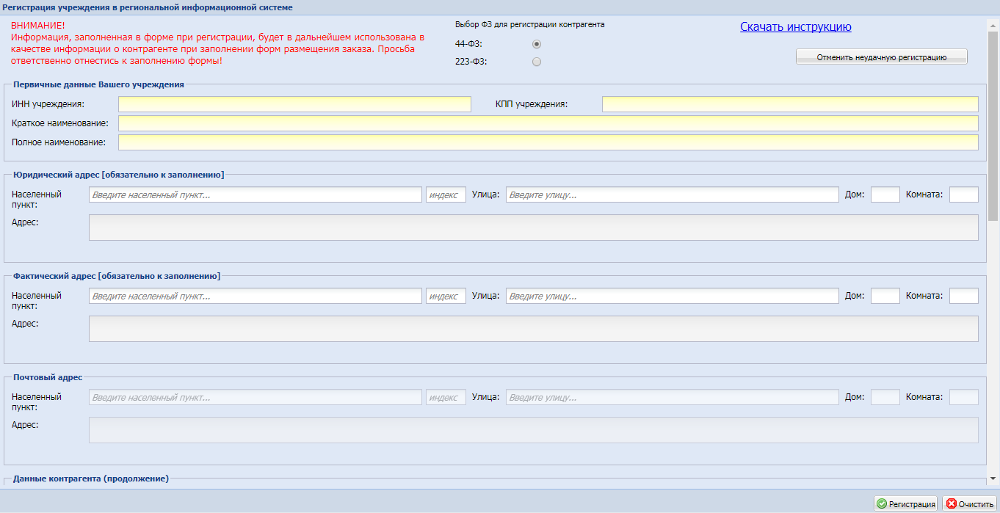 Регистрация учреждения в региональной информационной системе
ВНИМАНИЕ!
Информация, заполненная в форме при регистрации, будет в дальнейшем использована в
качестве информации о контрагенте при заполнении форм размещения заказа. Просьба
ответственно отнестись к заполнению формы!
Выбор ФЗ для регистрации контрагента
44-ФЗ:
223-ФЗ:
Скачать инструкцию
Отменить неудачную регистрацию
Первичные данные Вашего учреждения
ИНН учреждения: КПП учреждения:
Краткое наименование:
Полное наименование:
Юридический адрес [обязательно к заполнению]
Населенный пункт: Введите населенный пункт... индекс Улица: Введите улицу... Дом: Комната:
Адрес:
Фактический адрес [обязательно к заполнению]
Населенный пункт: Введите населенный пункт... индекс Улица: Введите улицу... Дом: Комната:
Адрес:
Почтовый адрес
Населенный пункт: Введите населенный пункт... индекс Улица: Введите улицу... Дом: Комната:
Адрес:
Данные контрагента (продолжение)
Регистрация Очистить